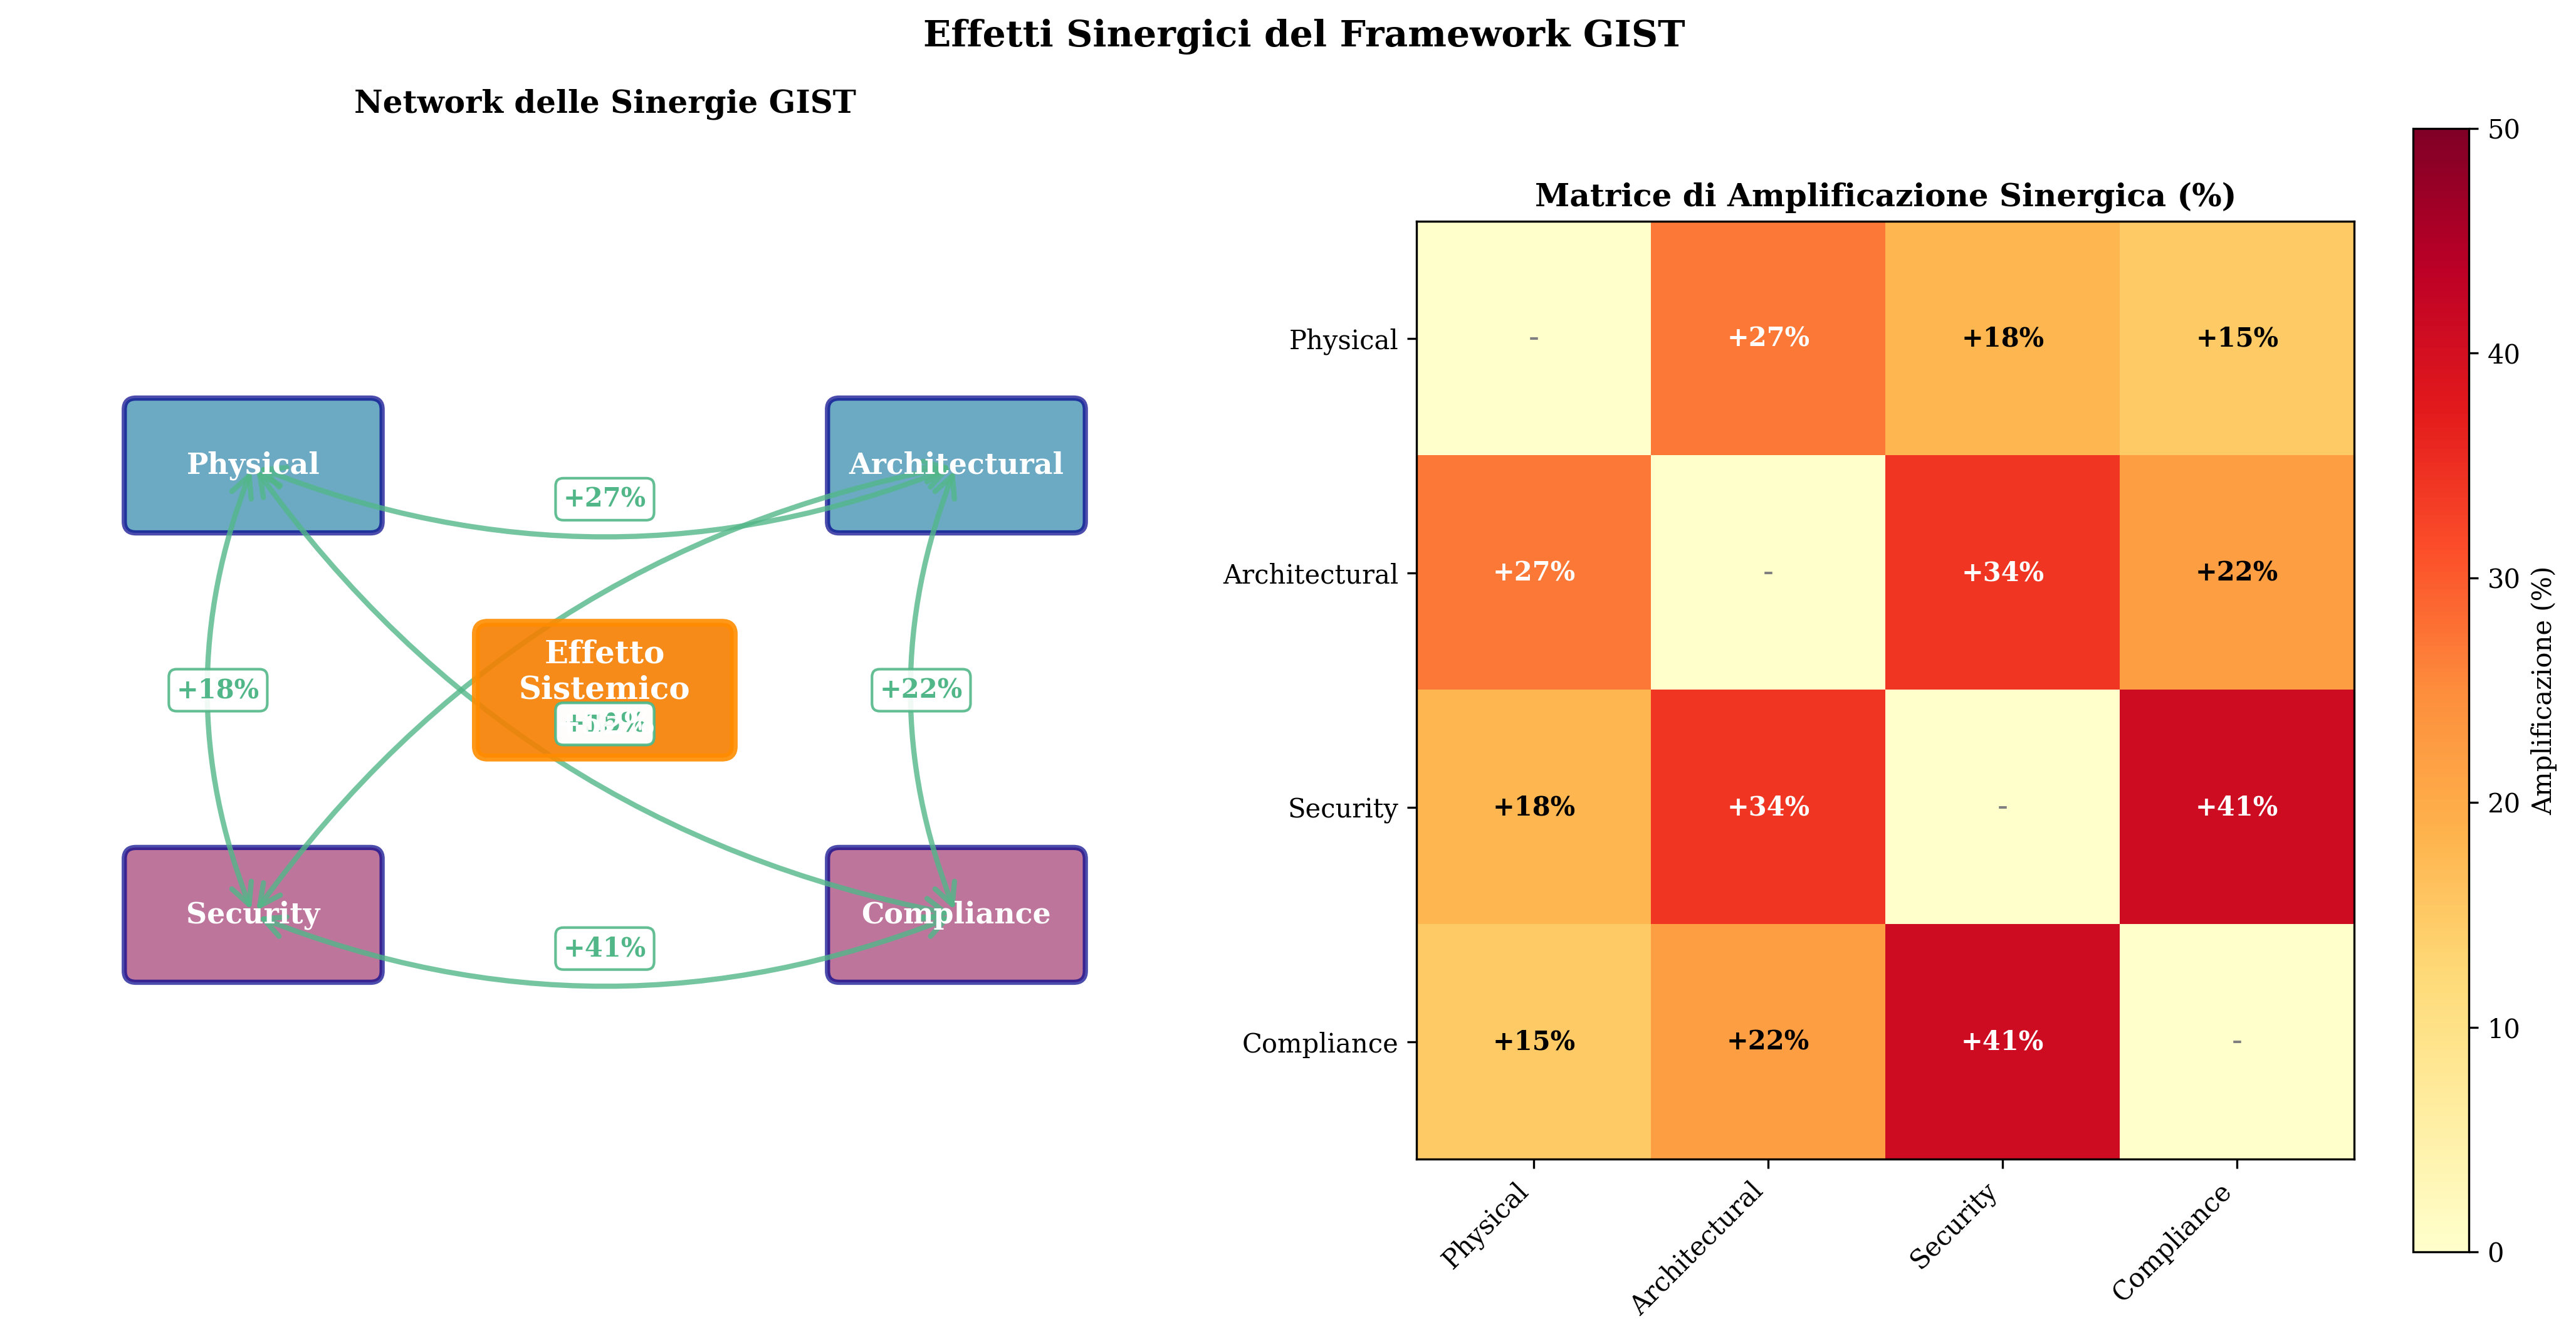 Effetti Sinergici del Framework GIST
Network delle Sinergie GIST
Physical
Architectural
+27%
Effetto
Sistemico
+18%
+22%
Security
Compliance
+41%
Matrice di Amplificazione Sinergica (%)
Physical
-
+27%
+18%
+15%
Architectural
+27%
-
+34%
+22%
Security
+18%
+34%
-
+41%
Compliance
+15%
+22%
+41%
-
Physical
Architectural
Security
Compliance
50
40
30
20
10
0
Amplificazione (%)